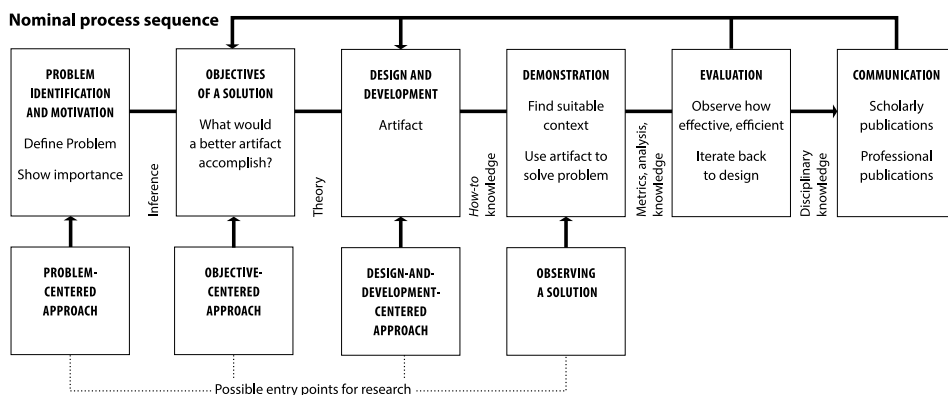 Nominal process sequence
PROBLEM
IDENTIFICATION
AND MOTIVATION
Define Problem
Show importance
Inference
OBJECTIVES
OF A SOLUTION
What would
a better artifact
accomplish?
Theory
DESIGN AND
DEVELOPMENT
Artifact
How-to
knowledge
DEMONSTRATION
Find suitable
context
Use artifact to
solve problem
Metrics, analysis,
knowledge
EVALUATION
Observe how
effective, efficient
Iterate back
to design
Disciplinary
knowledge
COMMUNICATION
Scholarly
publications
Professional
publications
PROBLEM-
CENTERED
APPROACH
OBJECTIVE-
CENTERED
APPROACH
DESIGN-AND-
DEVELOPMENT-
CENTERED
APPROACH
OBSERVING
A SOLUTION
Possible entry points for research